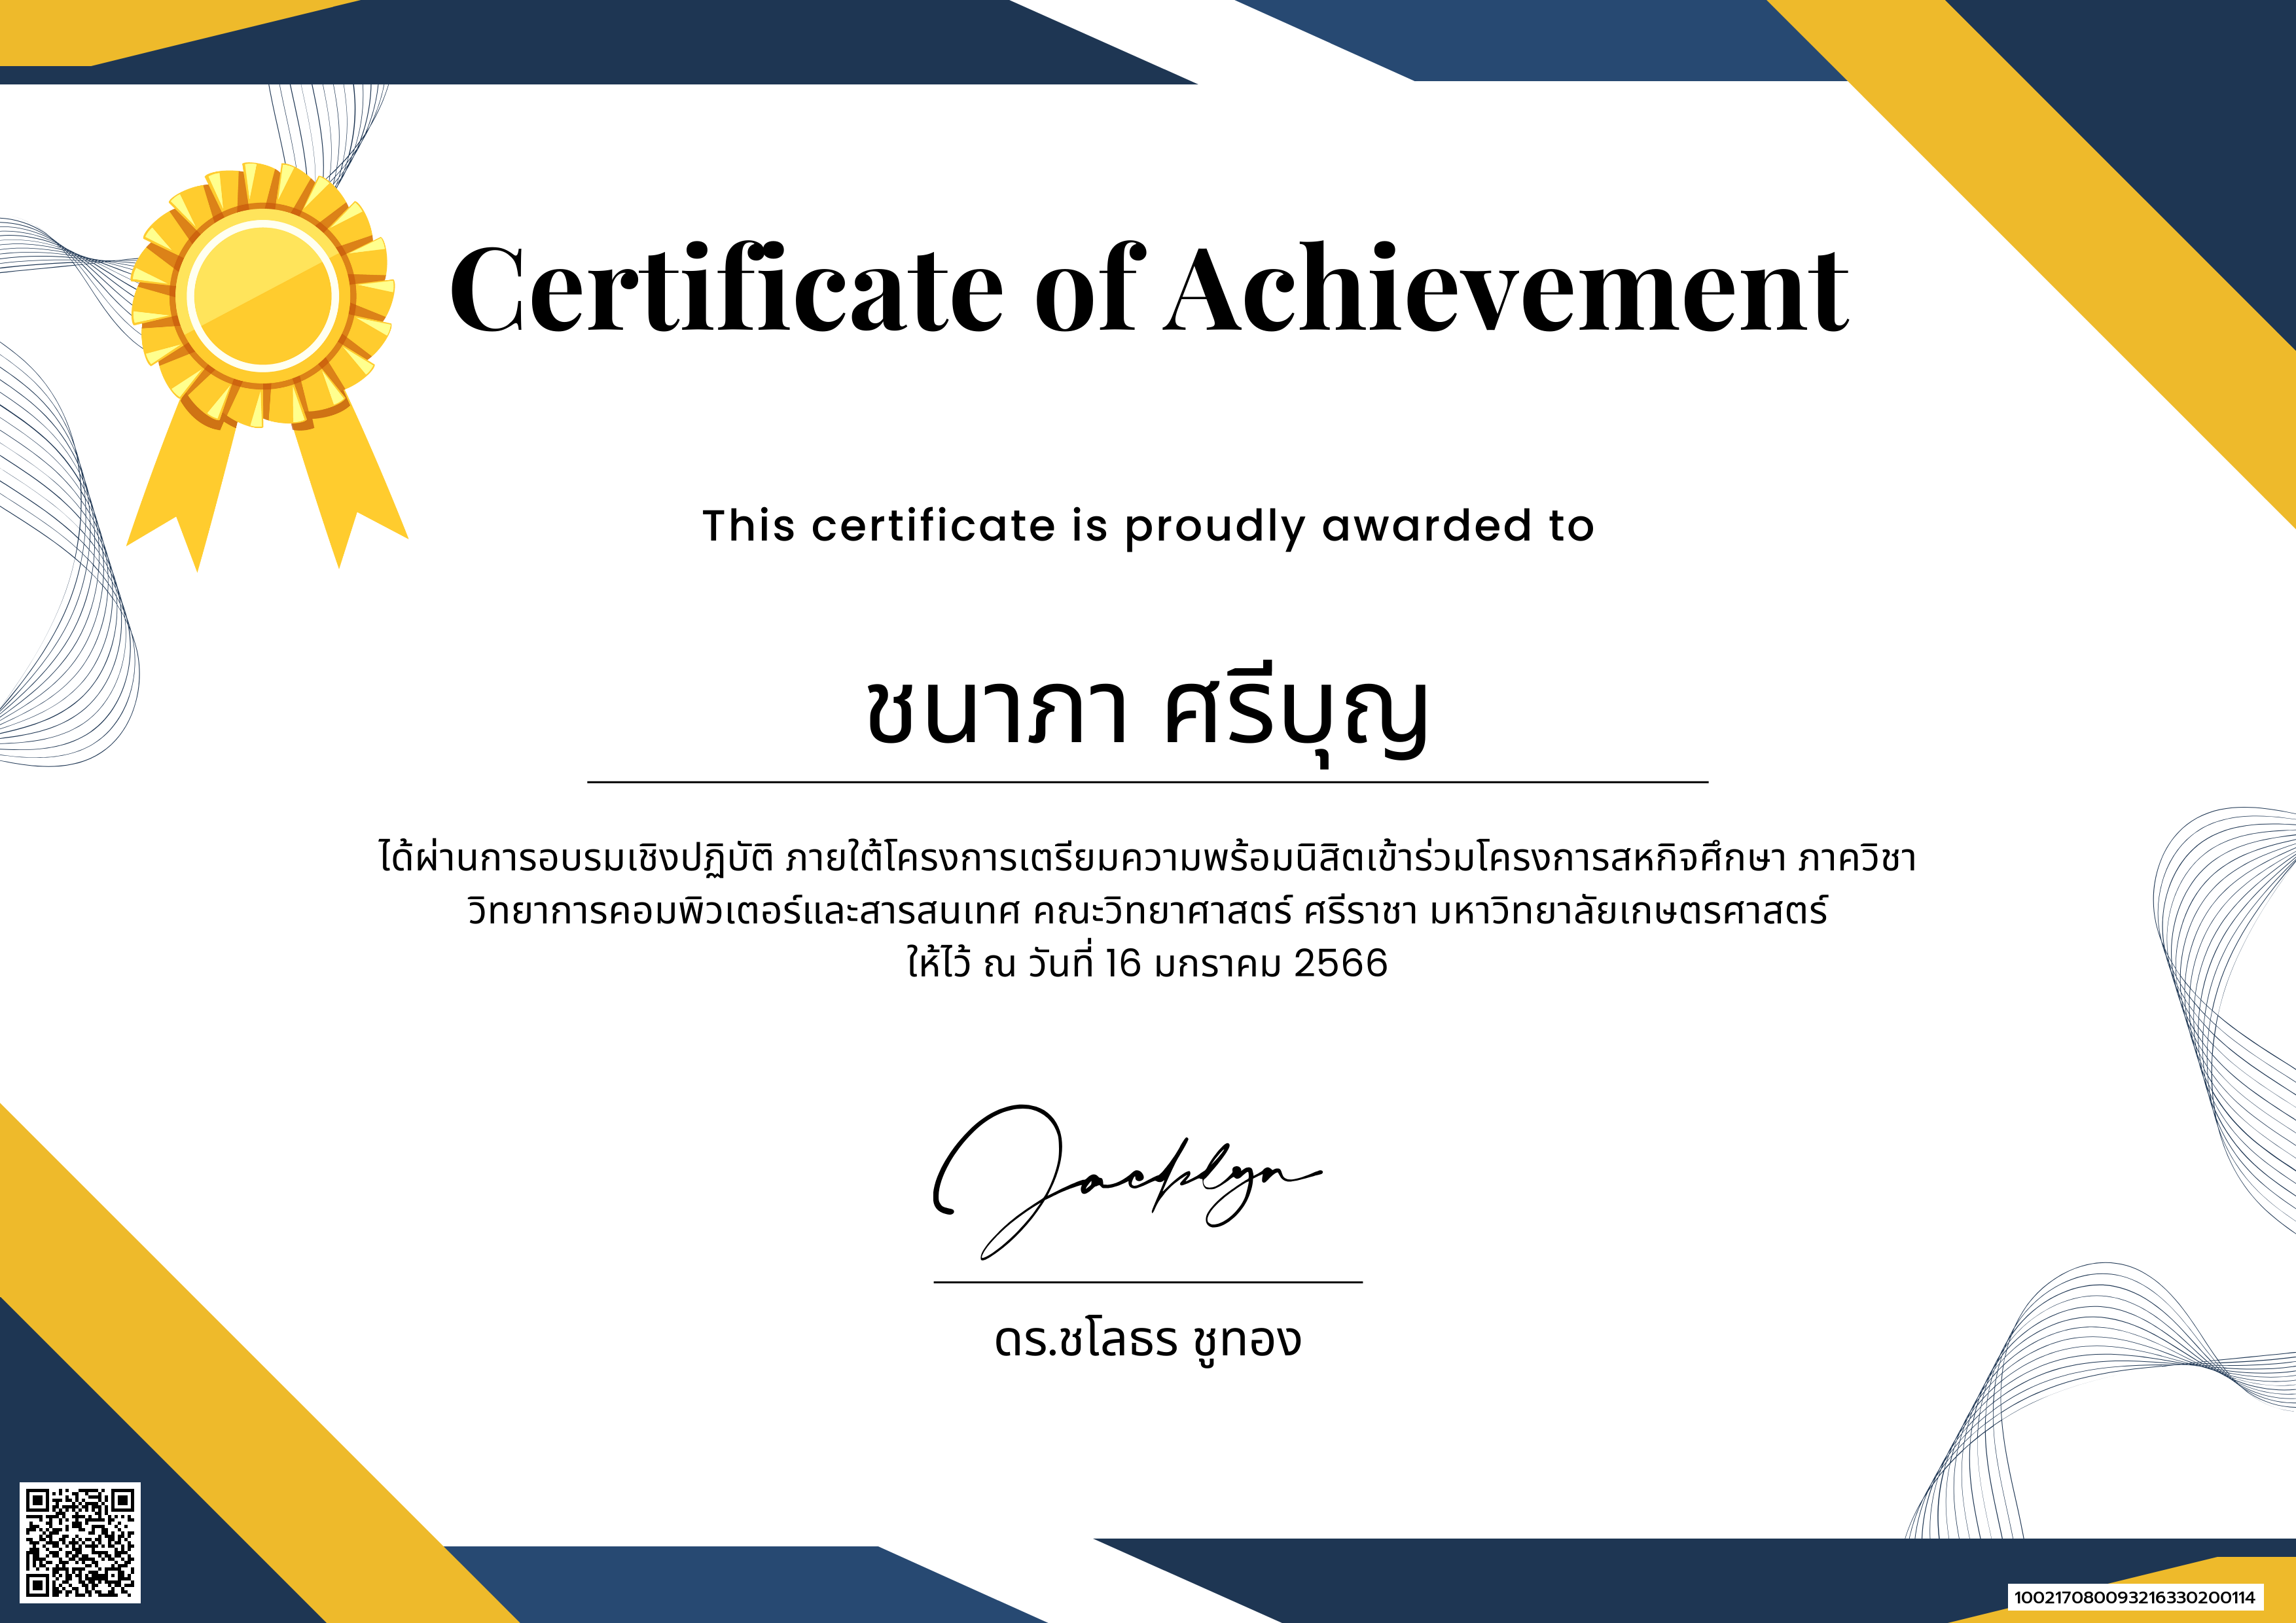 Certificate of Achievement
This certificate is proudly awarded to
ชนาภา ศรีบุญ
ได้ผ่านการอบรมเชิงปฏิบัติ ภายใต้โครงการเตรียมความพร้อมนิสิตเข้าร่วมโครงการสหกิจศึกษา ภาควิชา
วิทยาการคอมพิวเตอร์และสารสนเทศ คณะวิทยาศาสตร์ ศรีราชา มหาวิทยาลัยเกษตรศาสตร์
ให้ไว้ ณ วันที่ 16 มกราคม 2566
Jacklyn
ดร.ชโลธร ชูทอง
100217080093216330200114